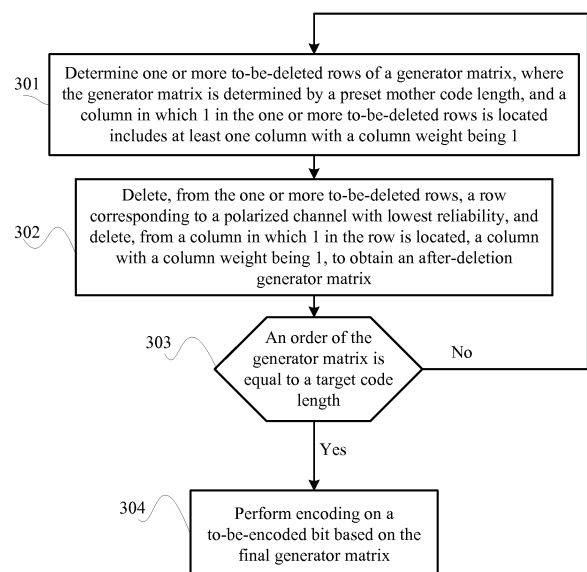 301
Determine one or more to-be-deleted rows of a generator matrix, where
the generator matrix is determined by a preset mother code length, and a
column in which 1 in the one or more to-be-deleted rows is located
includes at least one column with a column weight being 1
302
Delete, from the one or more to-be-deleted rows, a row
corresponding to a polarized channel with lowest reliability, and
delete, from a column in which 1 in the row is located, a column
with a column weight being 1, to obtain an after-deletion
generator matrix
303
An order of the
generator matrix is
equal to a target code
length
No
Yes
304
Perform encoding on a
to-be-encoded bit based on the
final generator matrix